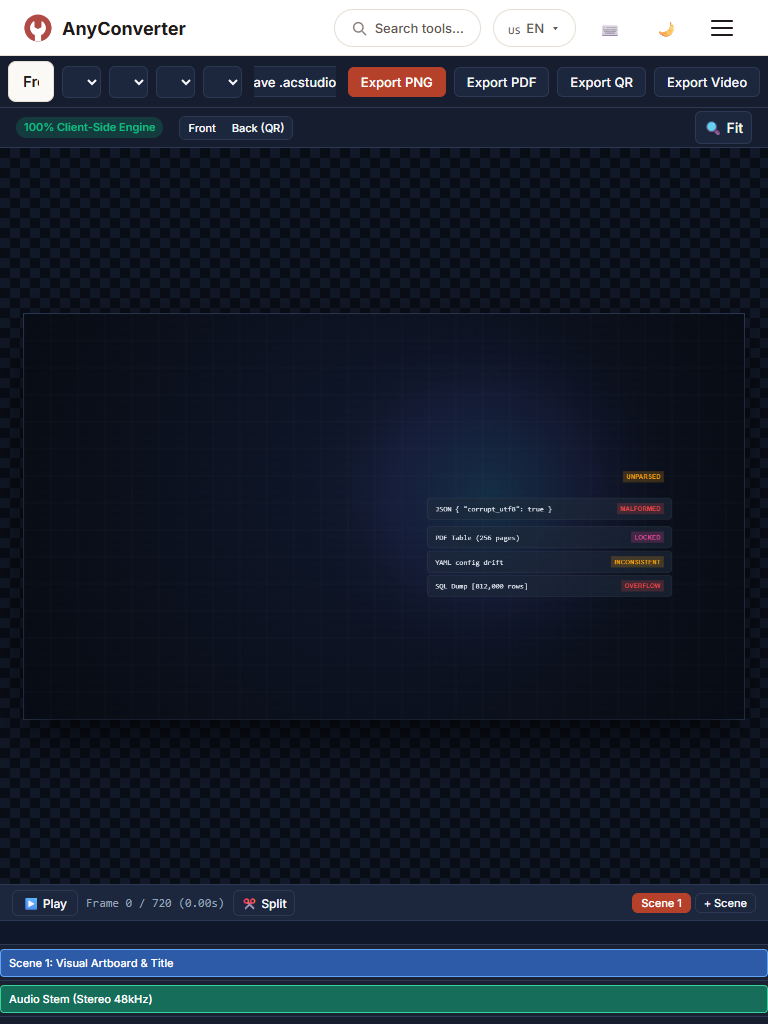 AnyConverter
Search tools...
US EN
Fr
ave .acstudio
Export PNG
Export PDF
Export QR
Export Video
100% Client-Side Engine
Front
Back (QR)
Fit
UNPARSED
JSON { "corrupt_utf8": true }
MALFORMED
PDF Table (256 pages)
LOCKED
YAML config drift
INCONSISTENT
SQL Dump [812,000 rows]
OVERFLOW
Play
Frame 0 / 720 (0.00s)
Split
Scene 1
+ Scene
Scene 1: Visual Artboard & Title
Audio Stem (Stereo 48kHz)